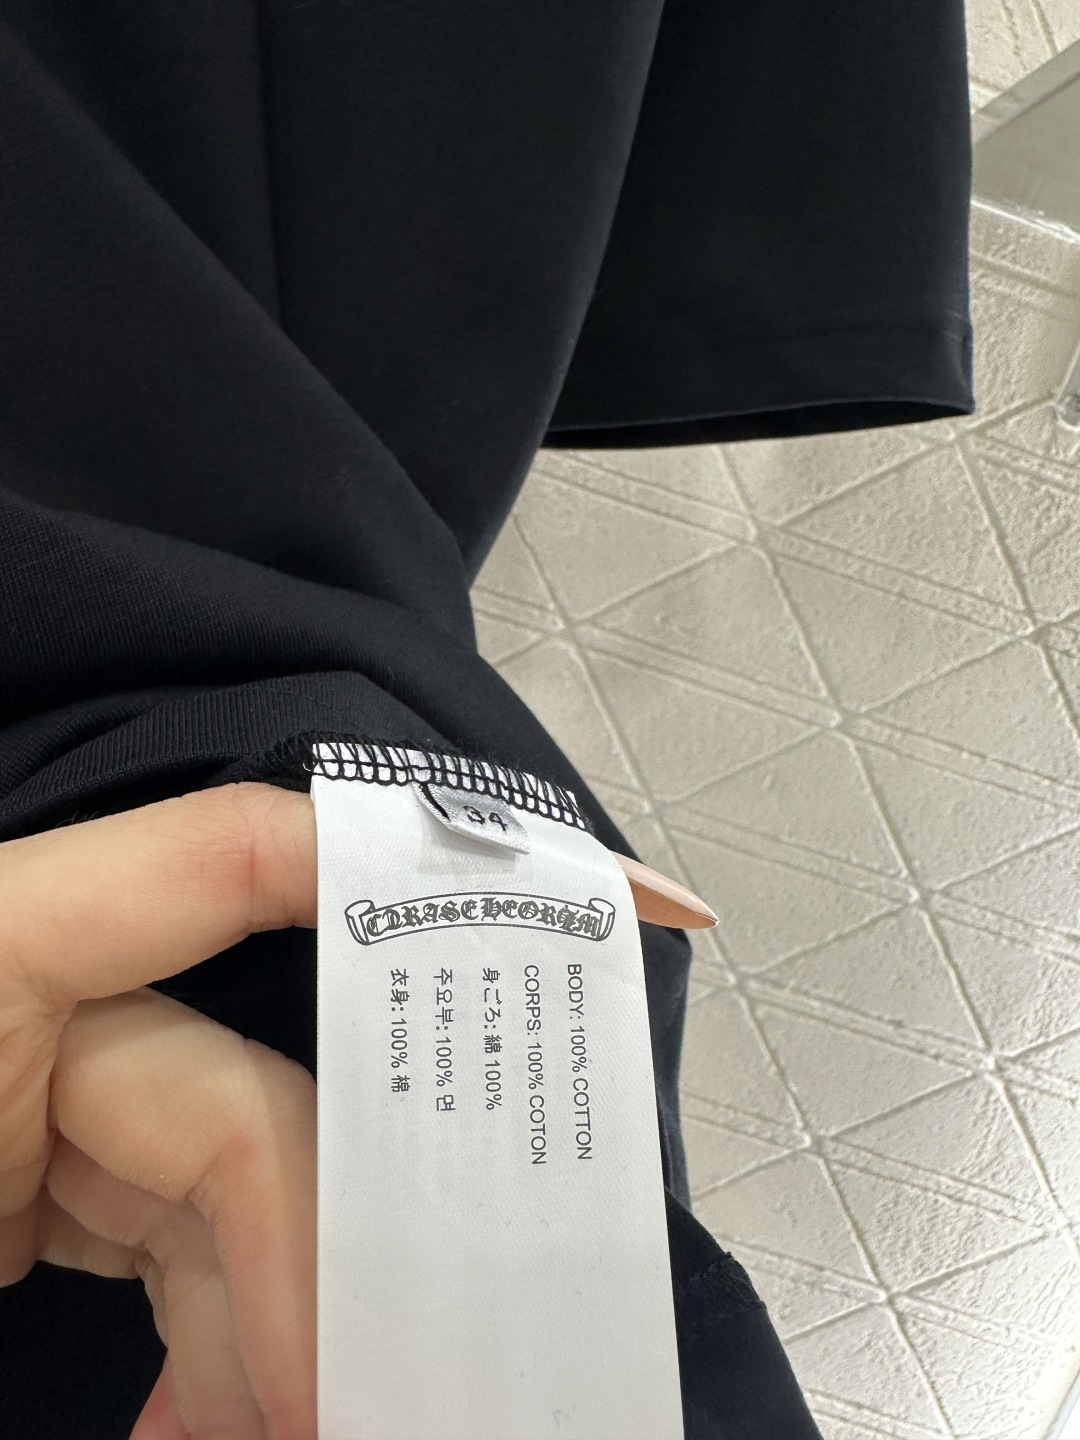 34
CDRASEHEORTM
BODY: 100% COTTON
CORPS: 100% COTON
身ごろ: 綿 100%
주요부: 100% 면
衣身: 100% 棉